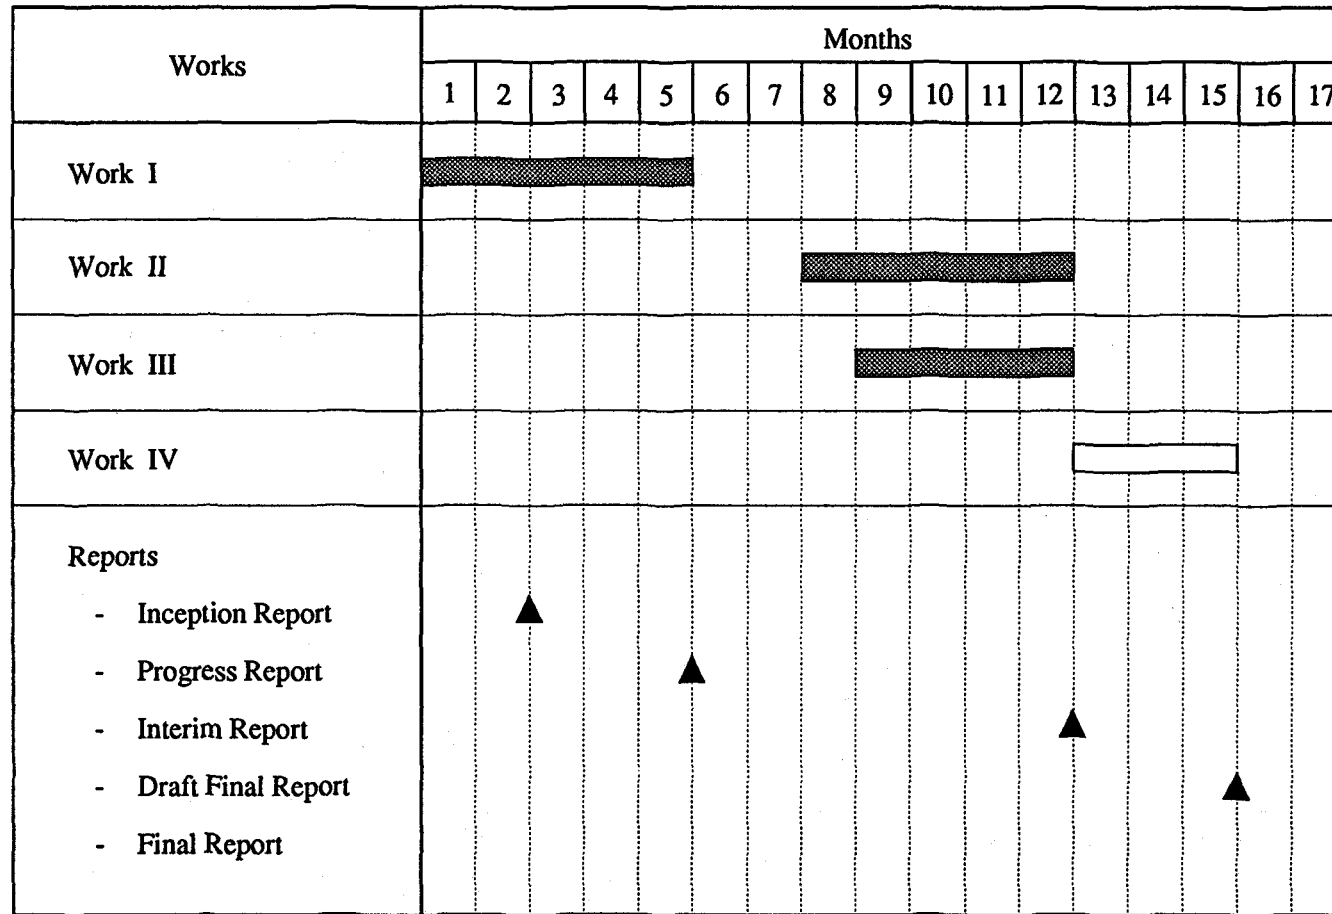 Works
Months
1 2 3 4 5 6 7 8 9 10 11 12 13 14 15 16 17
Work I
Work II
Work III
Work IV
Reports
- Inception Report
- Progress Report
- Interim Report
- Draft Final Report
- Final Report